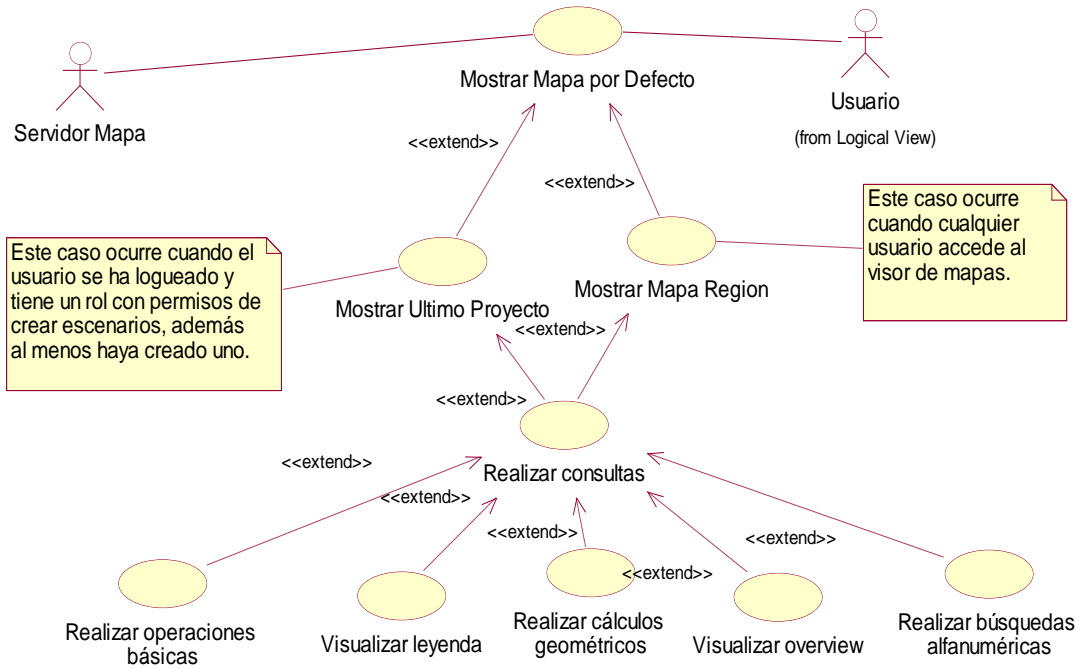 Mostrar Mapa por Defecto
Servidor Mapa
Usuario
(from Logical View)
<<extend>>
<<extend>>
Este caso ocurre
cuando cualquier
usuario accede al
visor de mapas.
Este caso ocurre cuando el
usuario se ha logueado y
tiene un rol con permisos de
crear escenarios, además
al menos haya creado uno.
Mostrar Ultimo Proyecto
Mostrar Mapa Region
<<extend>>
<<extend>>
Realizar consultas
<<extend>>
<<extend>>
<<extend>>
<<extend>>
<<extend>>
Realizar operaciones
básicas
Visualizar leyenda
Realizar cálculos
geométricos
Visualizar overview
Realizar búsquedas
alfanuméricas